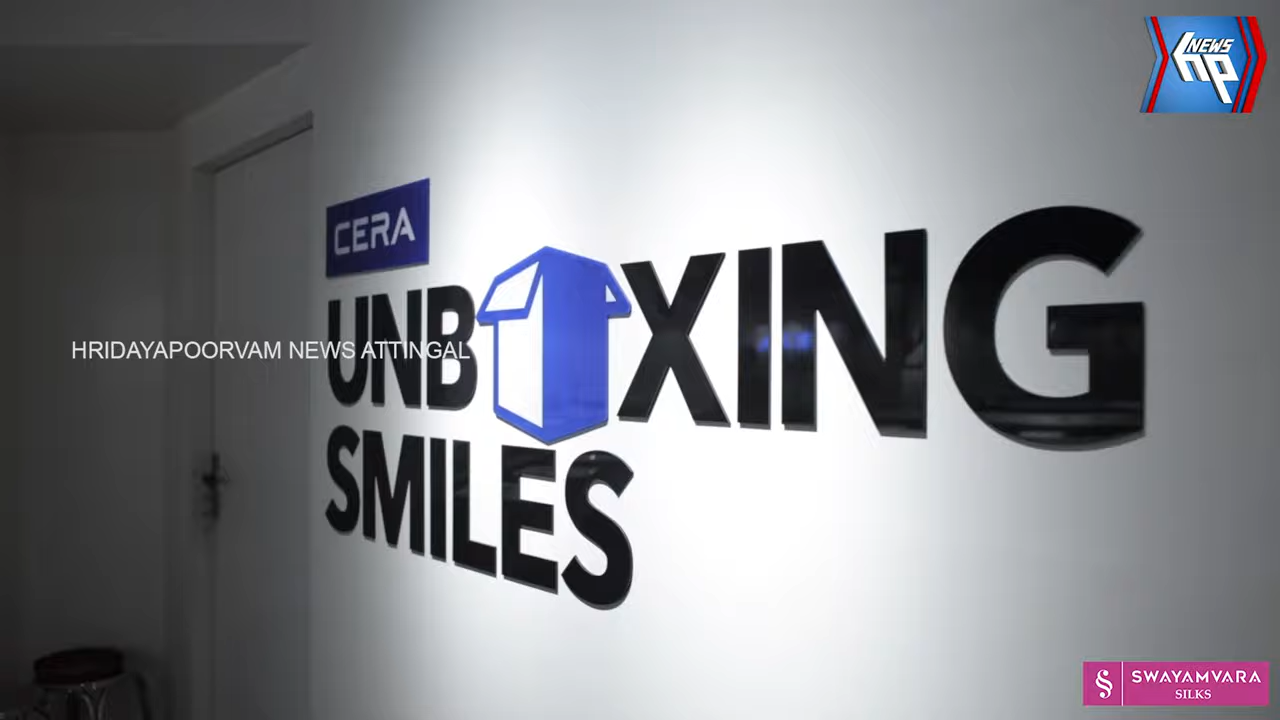 NEWS
hp
CERA
UNBOXING
HRIDAYAPOORVAM NEWS ATTINGAL
SMILES
SWAYAMVARA
SILKS